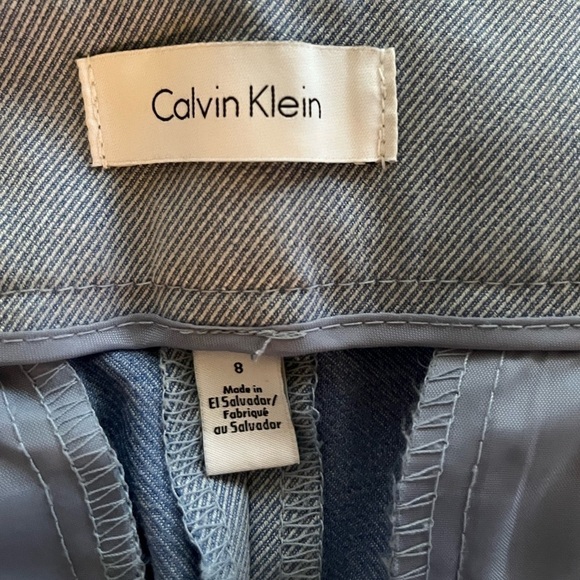 Calvin Klein
8
Made in
El Salvador/
Fabriqué
au Salvador